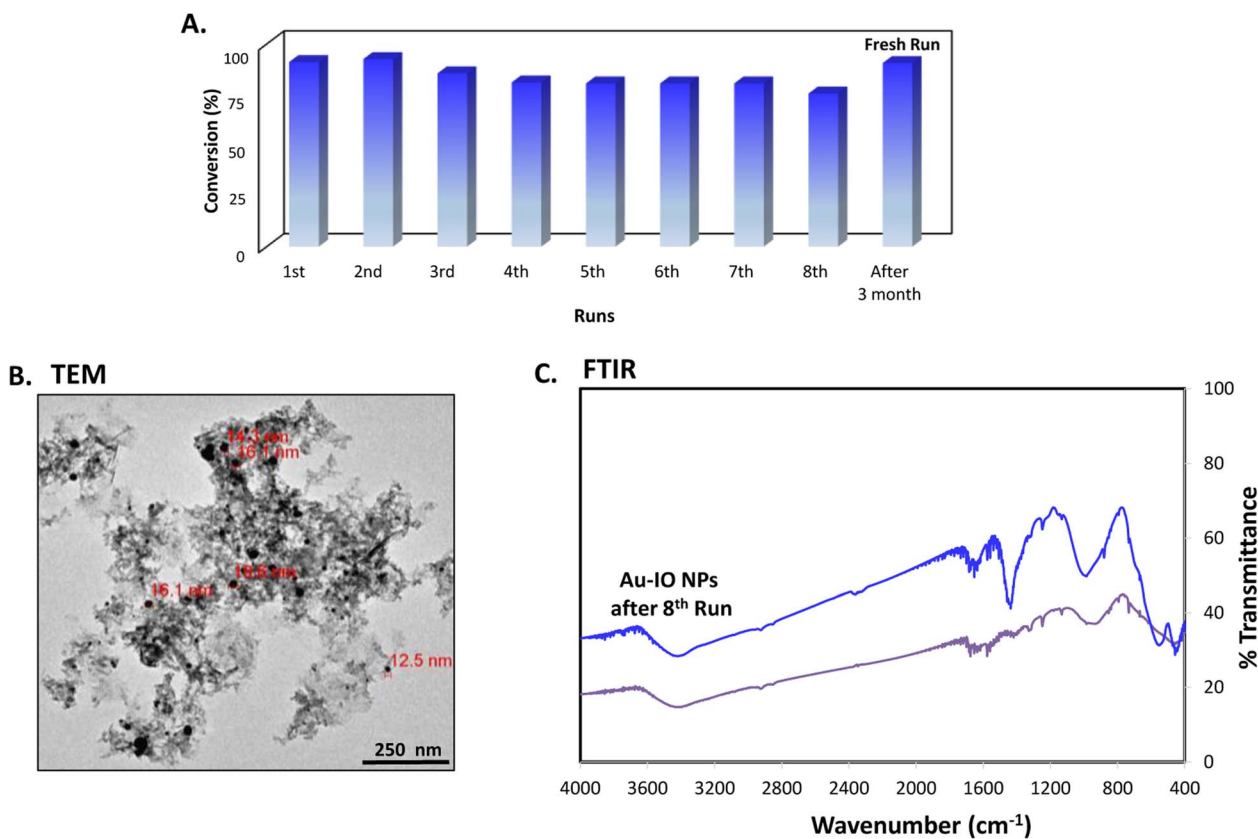 A.
Fresh Run
Conversion (%)
100
75
50
25
0
1st 2nd 3rd 4th 5th 6th 7th 8th After
3 month
Runs
B. TEM
14.3 nm
16.1 nm
16.1 nm
12.5 nm
250 nm
C. FTIR
Au-IO NPs
after 8th Run
100
80
60
40
20
0
% Transmittance
4000 3600 3200 2800 2400 2000 1600 1200 800 400
Wavenumber (cm-1)